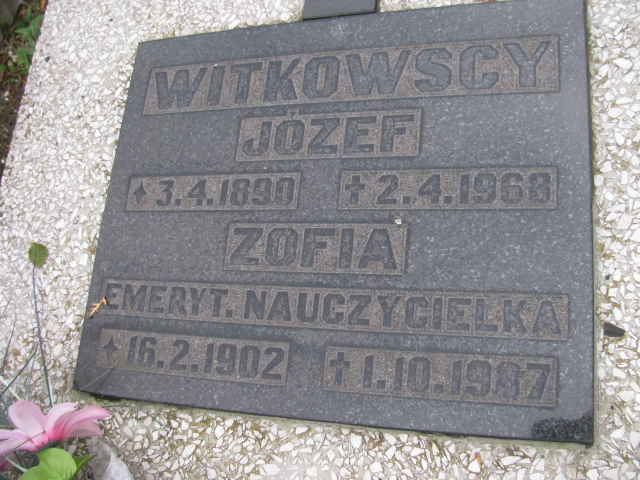 WITKOWSCY
JÓZEF
✦ 3.4.1890 ✝ 2.4.1968
ZOFIA
EMERYT. NAUCZYCIELKA
✦ 16.2.1902 ✝ 1.10.1987